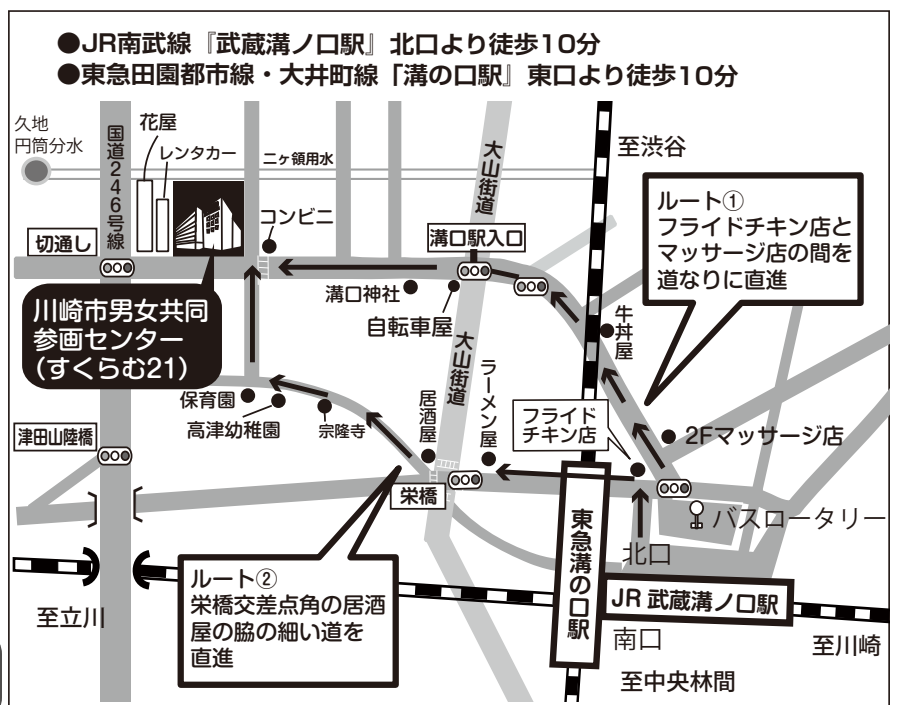 ●JR南武線『武蔵溝ノ口駅』北口より徒歩10分
●東急田園都市線・大井町線「溝の口駅』東口より徒歩10分
久地
円筒分水
国道246号線
花屋
レンタカー
二ヶ領用水
コンビニ
大山街道
至渋谷
ルート①
フライドチキン店と
マッサージ店の間を
道なりに直進
切通し
溝口駅入口
溝口神社
自転車屋
牛丼屋
川崎市男女共同
参画センター
(すくらむ21)
大山街道
ラーメン屋
居酒屋
保育園
高津幼稚園
宗隆寺
フライド
チキン店
2Fマッサージ店
津田山陸橋
栄橋
バスロータリー
北口
東急溝の口駅
ルート②
栄橋交差点角の居酒
屋の脇の細い道を
直進
JR 武蔵溝ノ口駅
至立川
南口
至川崎
至中央林間